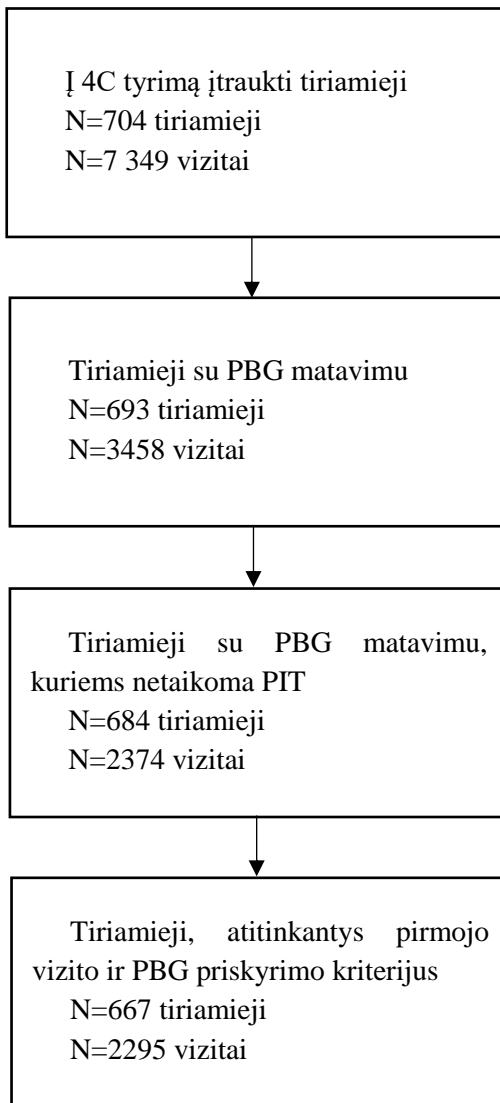 Į 4C tyrimą įtraukti tiriamieji
N=704 tiriamieji
N=7 349 vizitai
Tiriamieji su PBG matavimu
N=693 tiriamieji
N=3458 vizitai
Tiriamieji su PBG matavimu,
kuriems netaikoma PIT
N=684 tiriamieji
N=2374 vizitai
Tiriamieji, atitinkantys pirmojo
vizito ir PBG priskyrimo kriterijus
N=667 tiriamieji
N=2295 vizitai